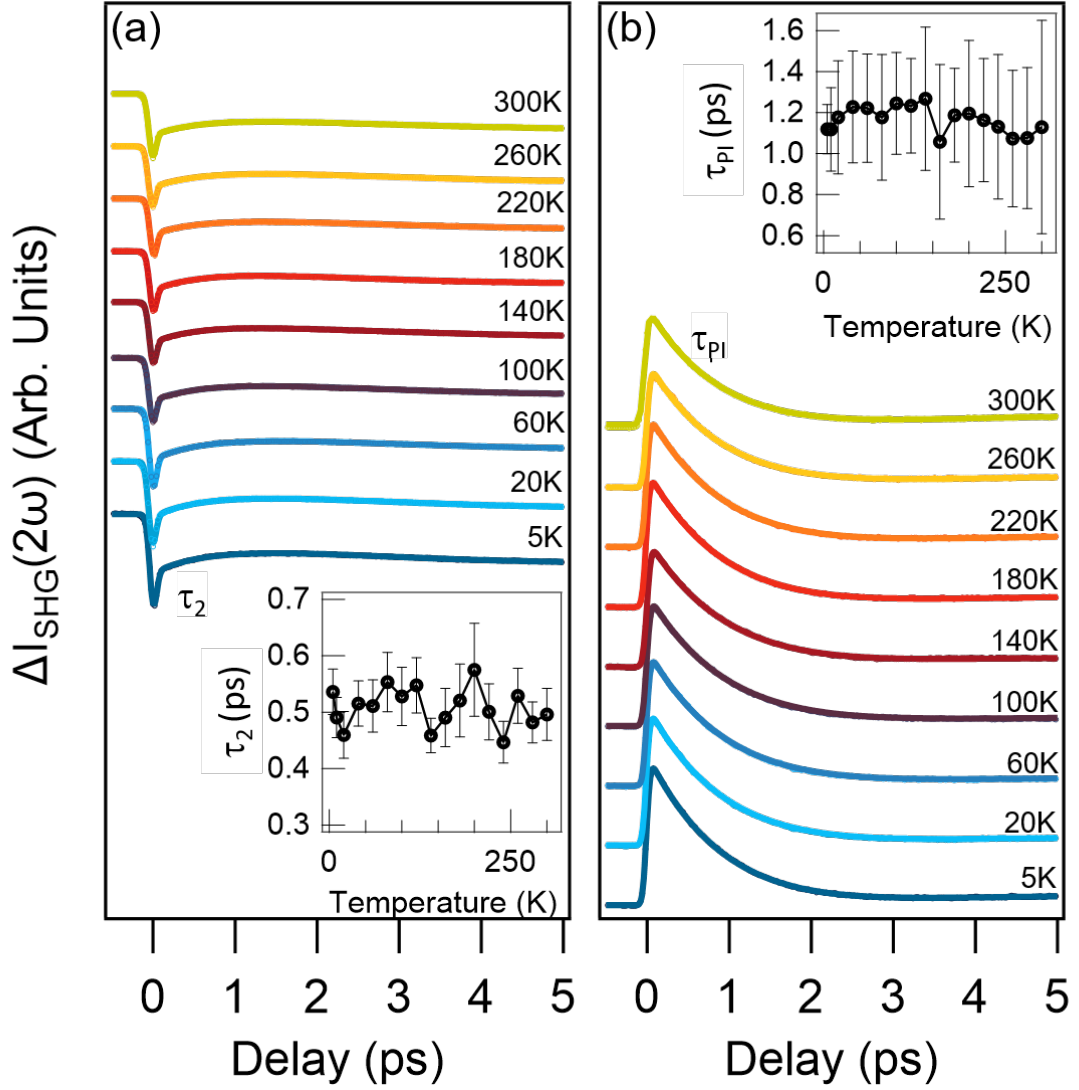 (a)
300K
260K
220K
180K
140K
100K
60K
20K
5K
τ2
0.7
0.6
0.5
0.4
0.3
τ2 (ps)
0 250
Temperature (K)
ΔISHG(2ω) (Arb. Units)
0 1 2 3 4 5
Delay (ps)
(b)
1.6
1.4
1.2
1.0
0.8
0.6
τPI (ps)
0 250
Temperature (K)
τPI
300K
260K
220K
180K
140K
100K
60K
20K
5K
0 1 2 3 4 5
Delay (ps)